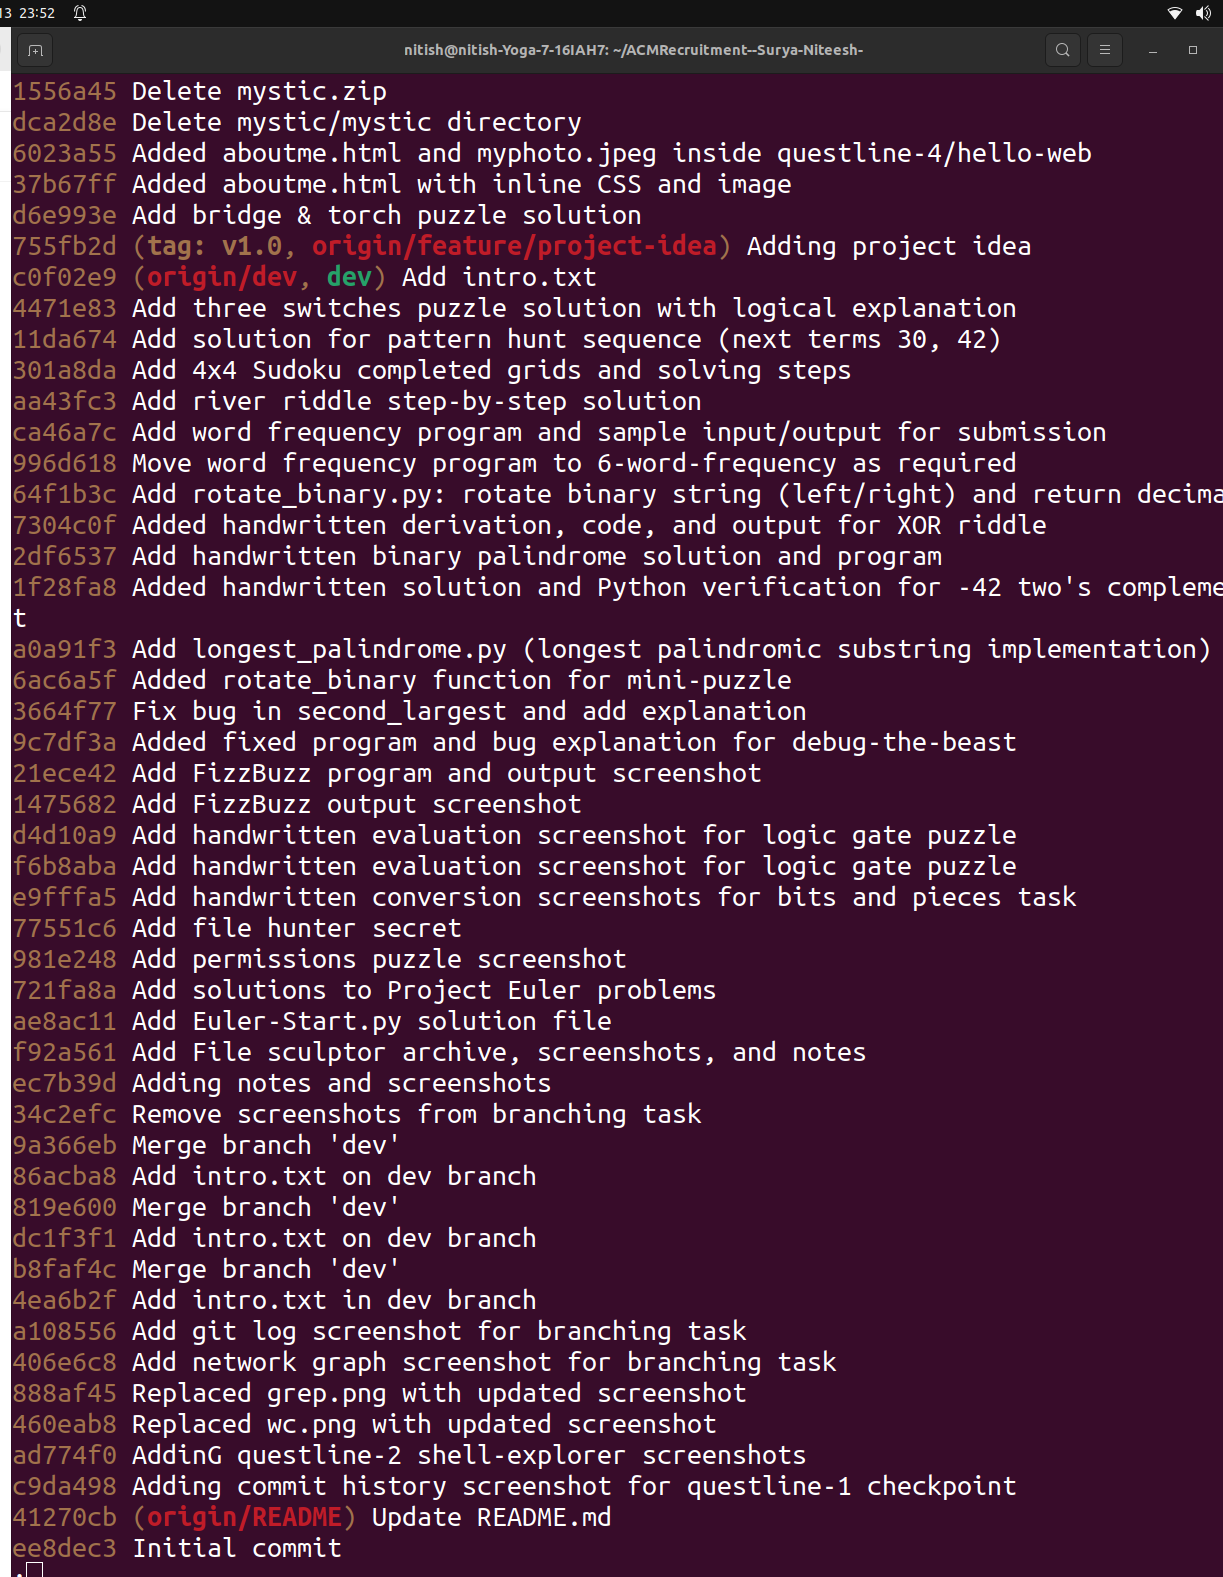 13 23:52
nitish@nitish-Yoga-7-16IAH7: ~/ACMRecruitment--Surya-Niteesh-
1556a45 Delete mystic.zip
dca2d8e Delete mystic/mystic directory
6023a55 Added aboutme.html and myphoto.jpeg inside questline-4/hello-web
37b67ff Added aboutme.html with inline CSS and image
d6e993e Add bridge & torch puzzle solution
755fb2d (tag: v1.0, origin/feature/project-idea) Adding project idea
c0f02e9 (origin/dev, dev) Add intro.txt
4471e83 Add three switches puzzle solution with logical explanation
11da674 Add solution for pattern hunt sequence (next terms 30, 42)
301a8da Add 4x4 Sudoku completed grids and solving steps
aa43fc3 Add river riddle step-by-step solution
ca46a7c Add word frequency program and sample input/output for submission
996d618 Move word frequency program to 6-word-frequency as required
64f1b3c Add rotate_binary.py: rotate binary string (left/right) and return decima
7304c0f Added handwritten derivation, code, and output for XOR riddle
2df6537 Add handwritten binary palindrome solution and program
1f28fa8 Added handwritten solution and Python verification for -42 two's compleme
t
a0a91f3 Add longest_palindrome.py (longest palindromic substring implementation)
6ac6a5f Added rotate_binary function for mini-puzzle
3664f77 Fix bug in second_largest and add explanation
9c7df3a Added fixed program and bug explanation for debug-the-beast
21ece42 Add FizzBuzz program and output screenshot
1475682 Add FizzBuzz output screenshot
d4d10a9 Add handwritten evaluation screenshot for logic gate puzzle
f6b8aba Add handwritten evaluation screenshot for logic gate puzzle
e9fffa5 Add handwritten conversion screenshots for bits and pieces task
77551c6 Add file hunter secret
981e248 Add permissions puzzle screenshot
721fa8a Add solutions to Project Euler problems
ae8ac11 Add Euler-Start.py solution file
f92a561 Add File sculptor archive, screenshots, and notes
ec7b39d Adding notes and screenshots
34c2efc Remove screenshots from branching task
9a366eb Merge branch 'dev'
86acba8 Add intro.txt on dev branch
819e600 Merge branch 'dev'
dc1f3f1 Add intro.txt on dev branch
b8faf4c Merge branch 'dev'
4ea6b2f Add intro.txt in dev branch
a108556 Add git log screenshot for branching task
406e6c8 Add network graph screenshot for branching task
888af45 Replaced grep.png with updated screenshot
460eab8 Replaced wc.png with updated screenshot
ad774f0 AddinG questline-2 shell-explorer screenshots
c9da498 Adding commit history screenshot for questline-1 checkpoint
41270cb (origin/README) Update README.md
ee8dec3 Initial commit